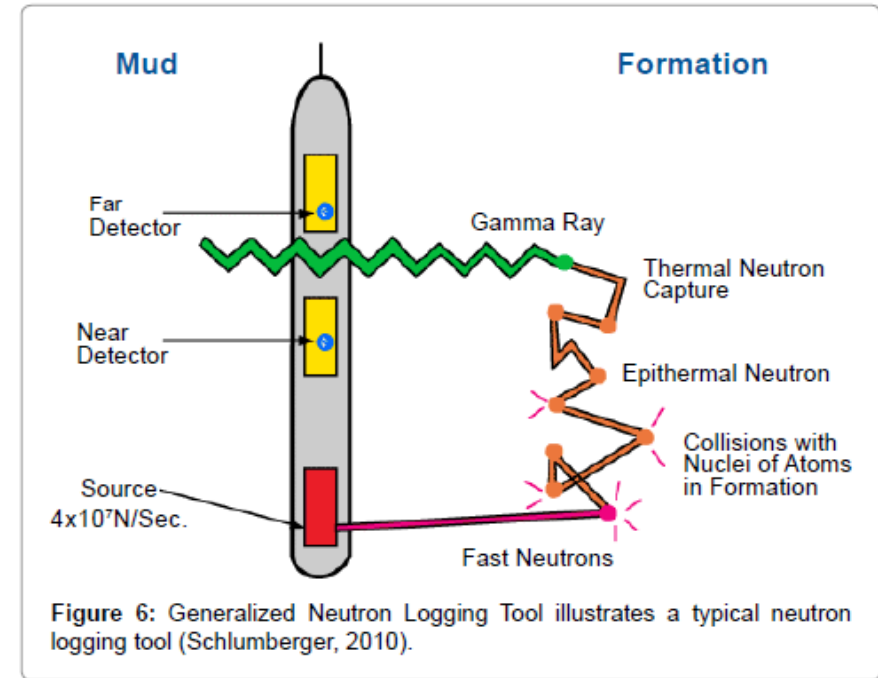 Mud
Formation
Far
Detector
Gamma Ray
Thermal Neutron
Capture
Near
Detector
Epithermal Neutron
Collisions with
Nuclei of Atoms
in Formation
Source
4x10⁷N/Sec.
Fast Neutrons
Figure 6: Generalized Neutron Logging Tool illustrates a typical neutron
logging tool (Schlumberger, 2010).